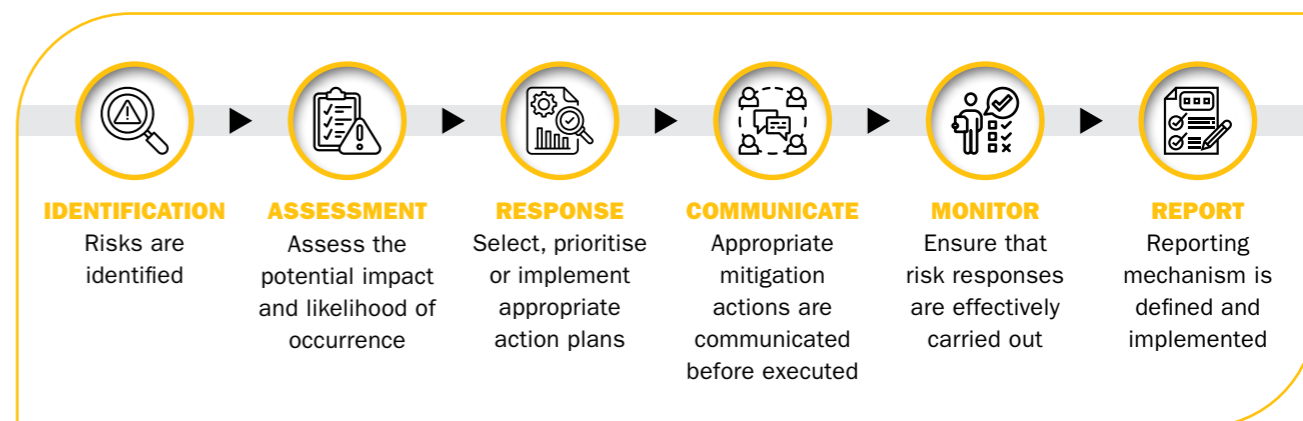 IDENTIFICATION
Risks are
identified
ASSESSMENT
Assess the
potential impact
and likelihood of
occurrence
RESPONSE
Select, prioritise
or implement
appropriate
action plans
COMMUNICATE
Appropriate
mitigation
actions are
communicated
before executed
MONITOR
Ensure that
risk responses
are effectively
carried out
REPORT
Reporting
mechanism is
defined and
implemented